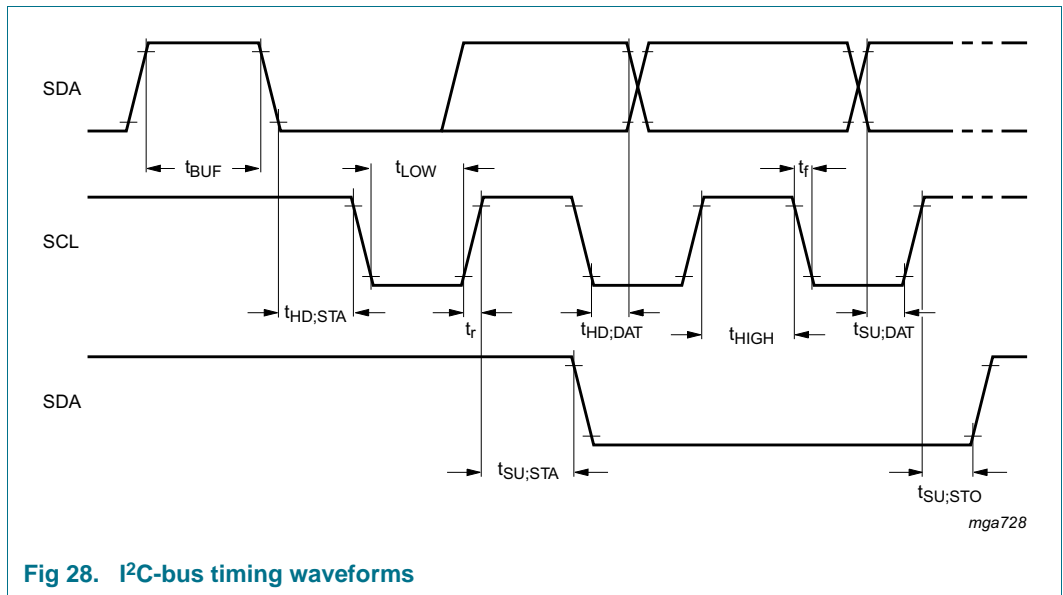 SDA
tBUF
tLOW
tf
SCL
tHD;STA
tr
tHD;DAT
tHIGH
tSU;DAT
SDA
tSU;STA
tSU;STO
mga728
Fig 28. I²C-bus timing waveforms